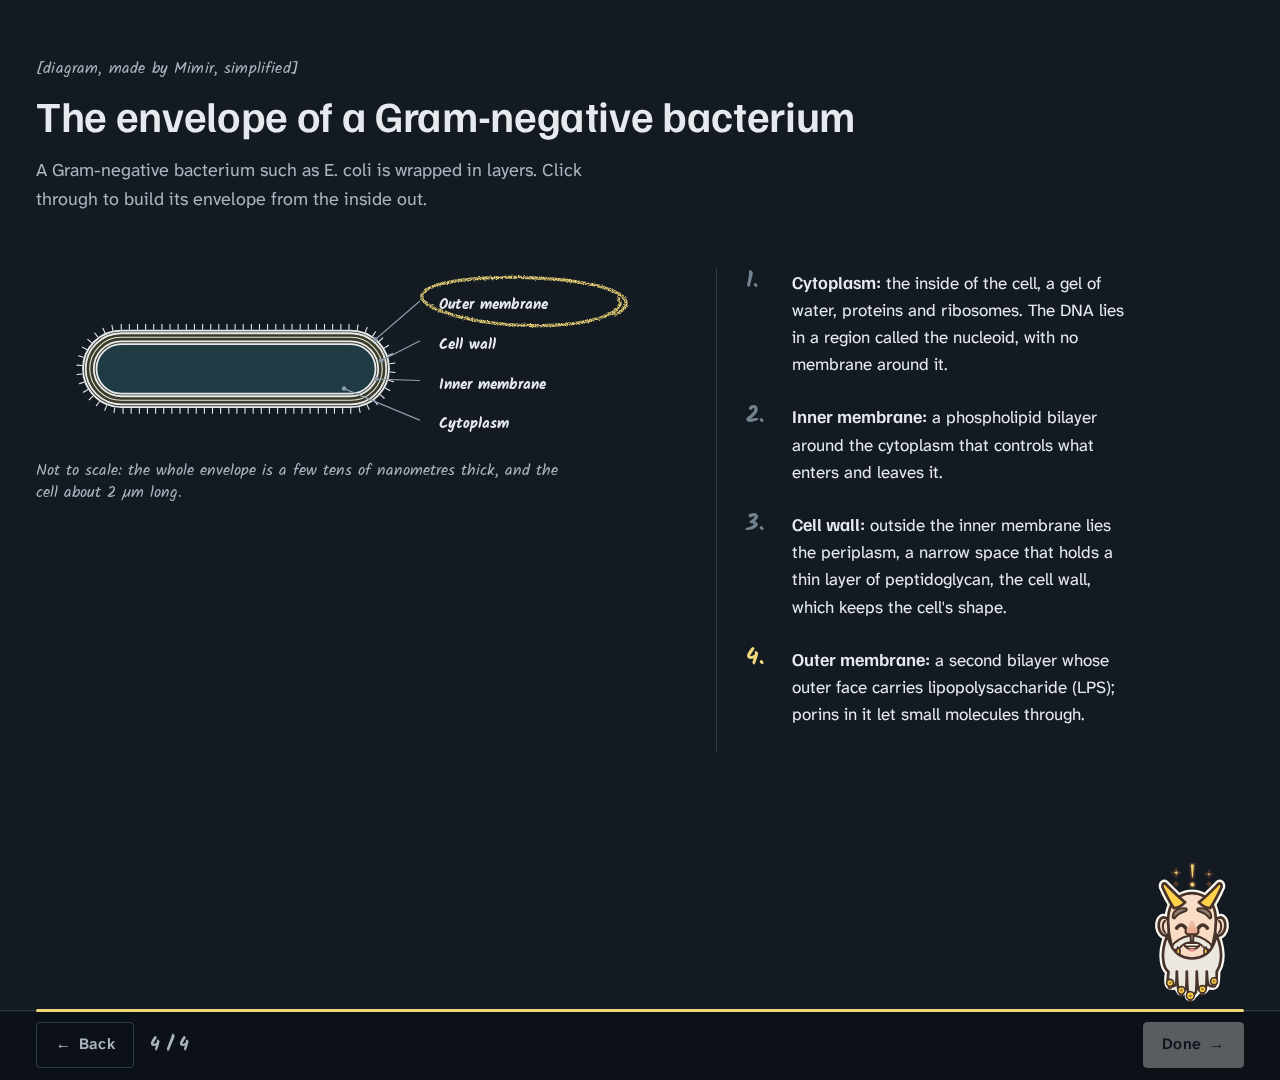 [diagram, made by Mimir, simplified]
The envelope of a Gram-negative bacterium
A Gram-negative bacterium such as E. coli is wrapped in layers. Click
through to build its envelope from the inside out.
Outer membrane
Cell wall
Inner membrane
Cytoplasm
Not to scale: the whole envelope is a few tens of nanometres thick, and the
cell about 2 µm long.
1. Cytoplasm: the inside of the cell, a gel of
water, proteins and ribosomes. The DNA lies
in a region called the nucleoid, with no
membrane around it.
2. Inner membrane: a phospholipid bilayer
around the cytoplasm that controls what
enters and leaves it.
3. Cell wall: outside the inner membrane lies
the periplasm, a narrow space that holds a
thin layer of peptidoglycan, the cell wall,
which keeps the cell's shape.
4. Outer membrane: a second bilayer whose
outer face carries lipopolysaccharide (LPS);
porins in it let small molecules through.
!
← Back
4 / 4
Done →